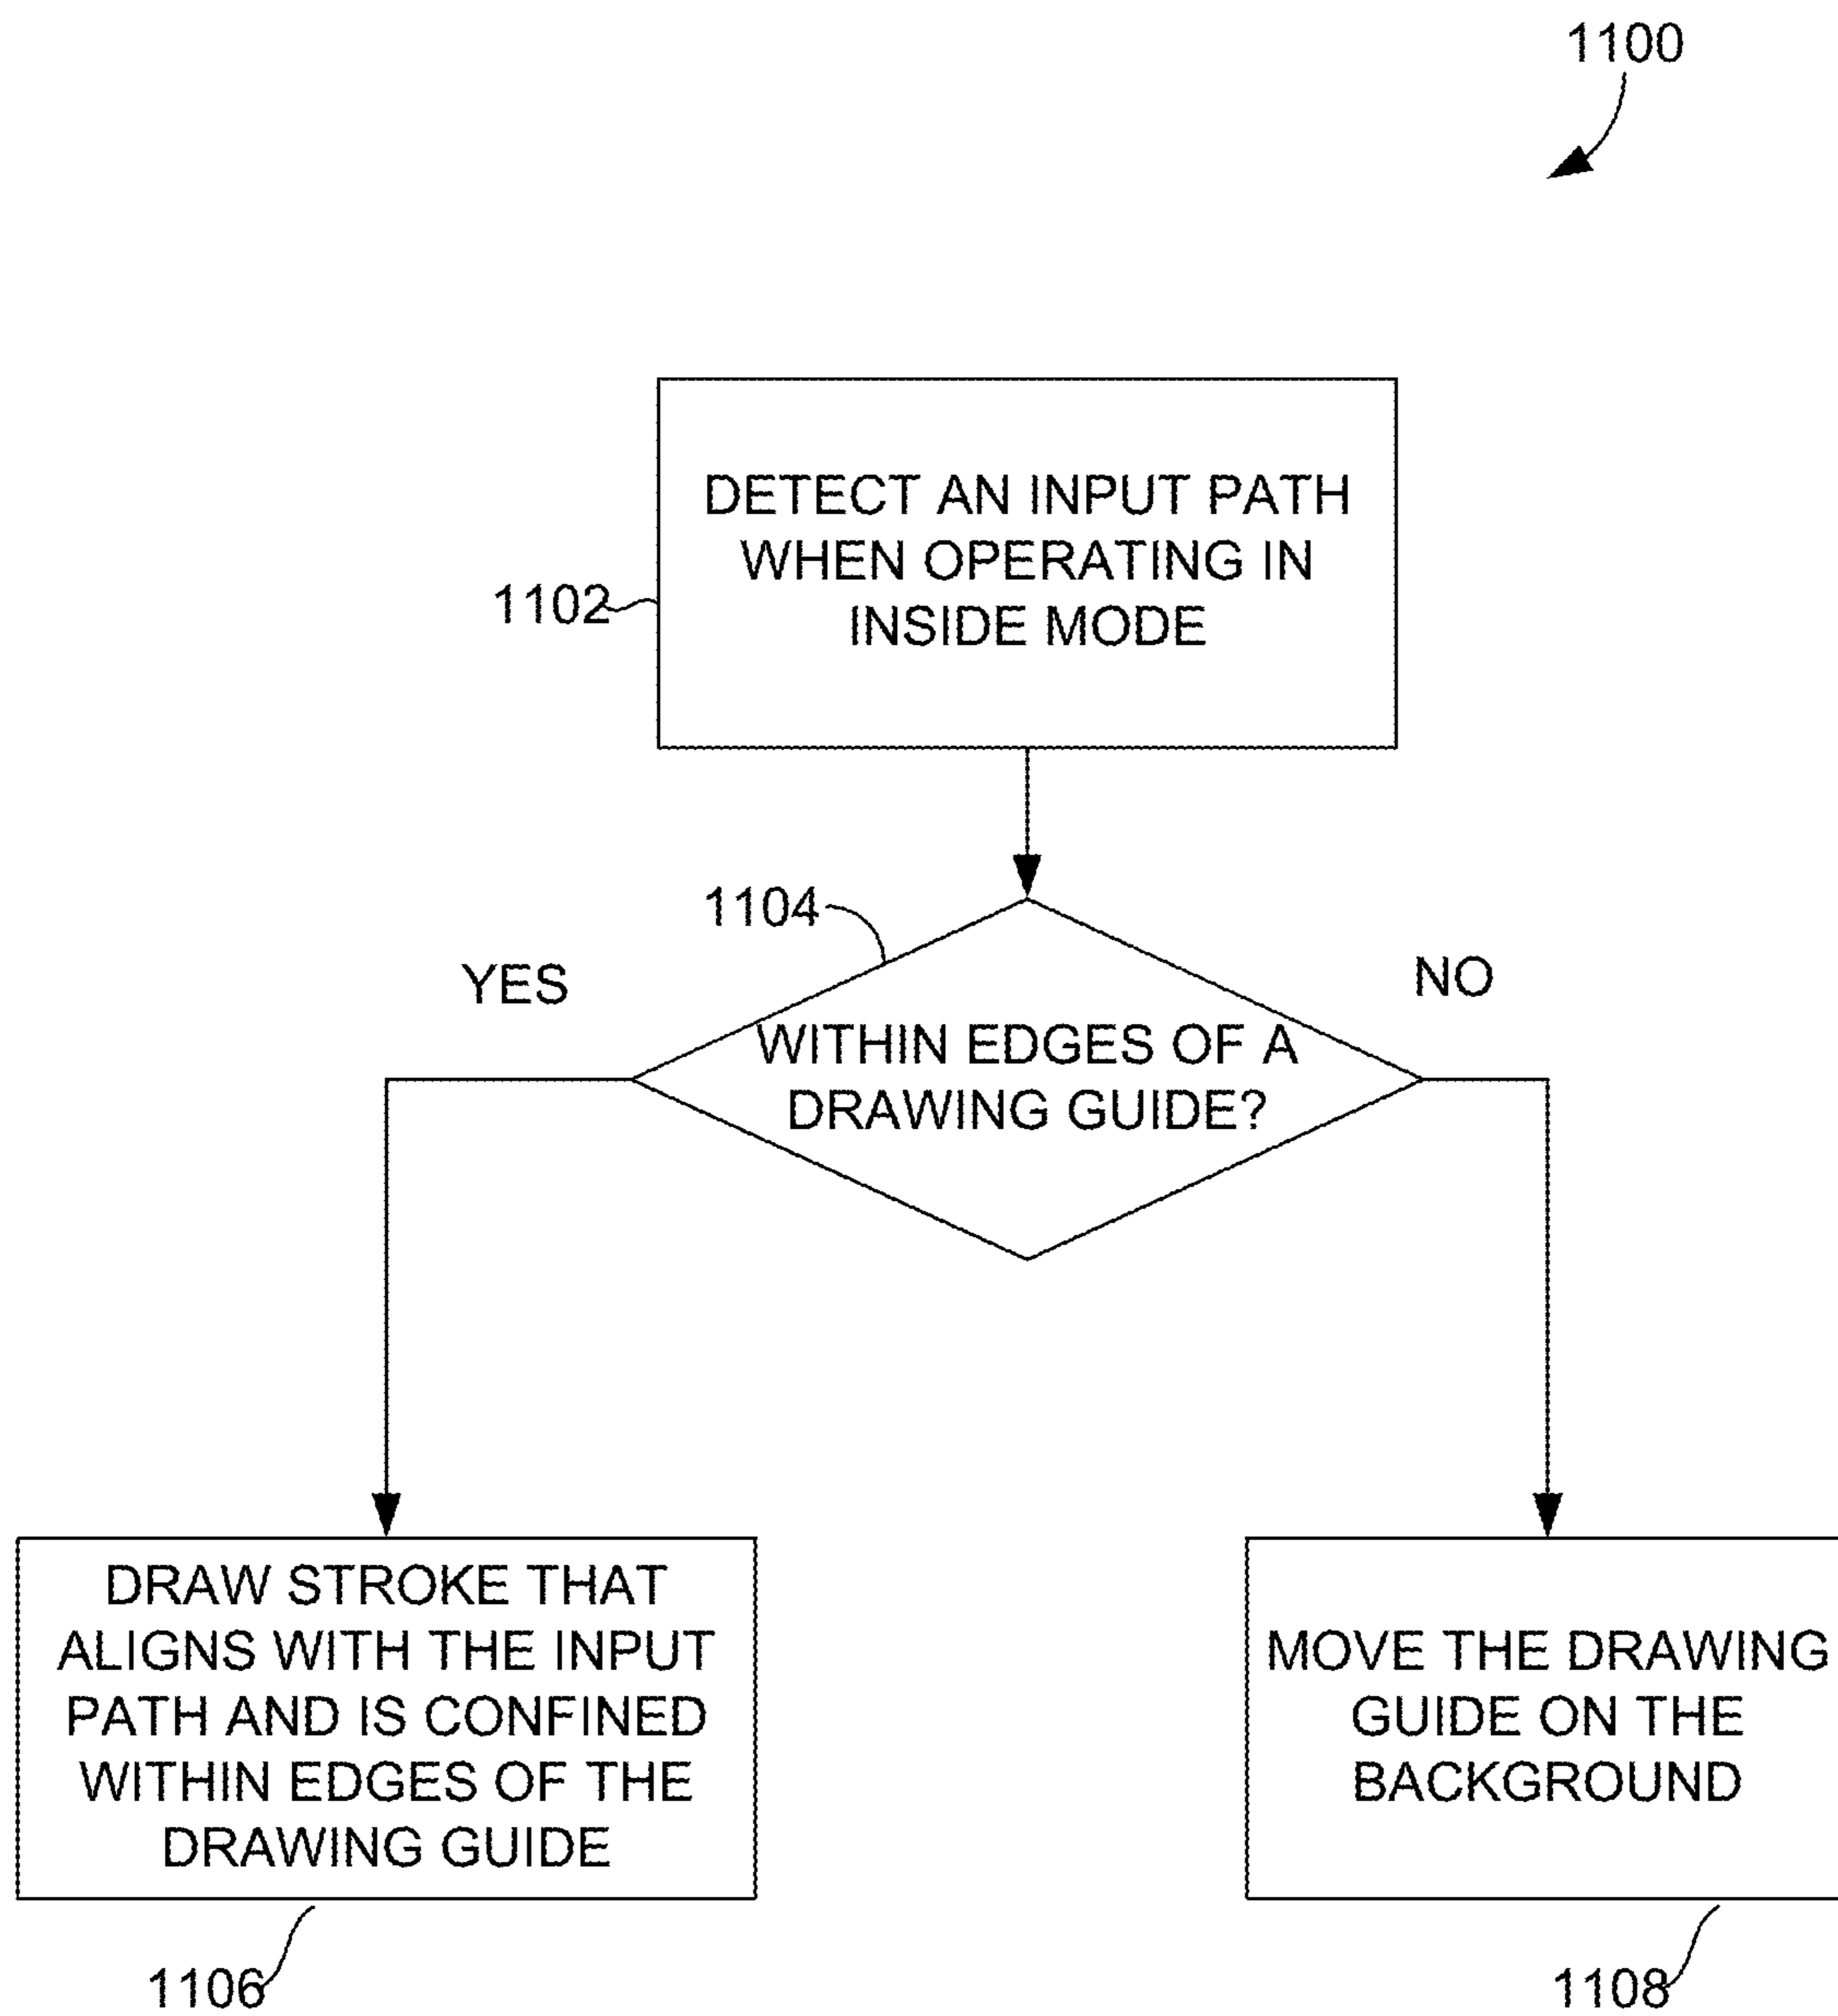 1100
DETECT AN INPUT PATH
WHEN OPERATING IN
INSIDE MODE
1102
1104
YES
NO
WITHIN EDGES OF A
DRAWING GUIDE?
DRAW STROKE THAT
ALIGNS WITH THE INPUT
PATH AND IS CONFINED
WITHIN EDGES OF THE
DRAWING GUIDE
MOVE THE DRAWING
GUIDE ON THE
BACKGROUND
1106
1108